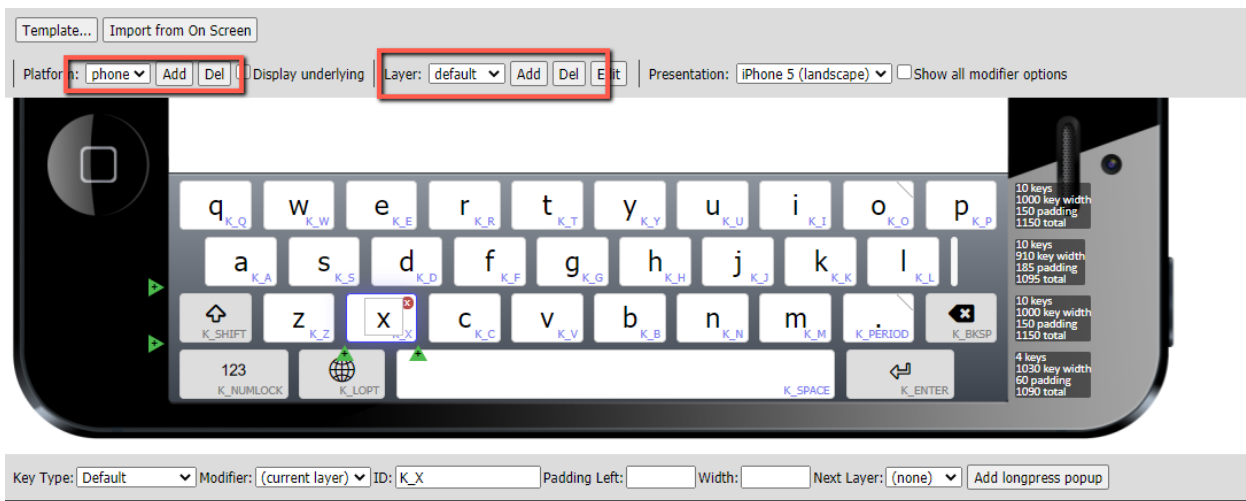 Template... Import from On Screen
Platform: phone Add Del Display underlying Layer: default Add Del Edit Presentation: iPhone 5 (landscape) Show all modifier options
q K_Q w K_W e K_E r K_R t K_T y K_Y u K_U i K_I o K_O p K_P
10 keys
1000 key width
150 padding
1150 total
a K_A s K_S d K_D f K_F g K_G h K_H j K_J k K_K l K_L
10 keys
910 key width
185 padding
1095 total
K_SHIFT z K_Z x K_X c K_C v K_V b K_B n K_N m K_M . K_PERIOD x K_BKSP
10 keys
1000 key width
150 padding
1150 total
123 K_NUMLOCK K_LOPT K_SPACE K_ENTER
4 keys
1030 key width
60 padding
1090 total
Key Type: Default Modifier: (current layer) ID: K_X Padding Left: Width: Next Layer: (none) Add longpress popup